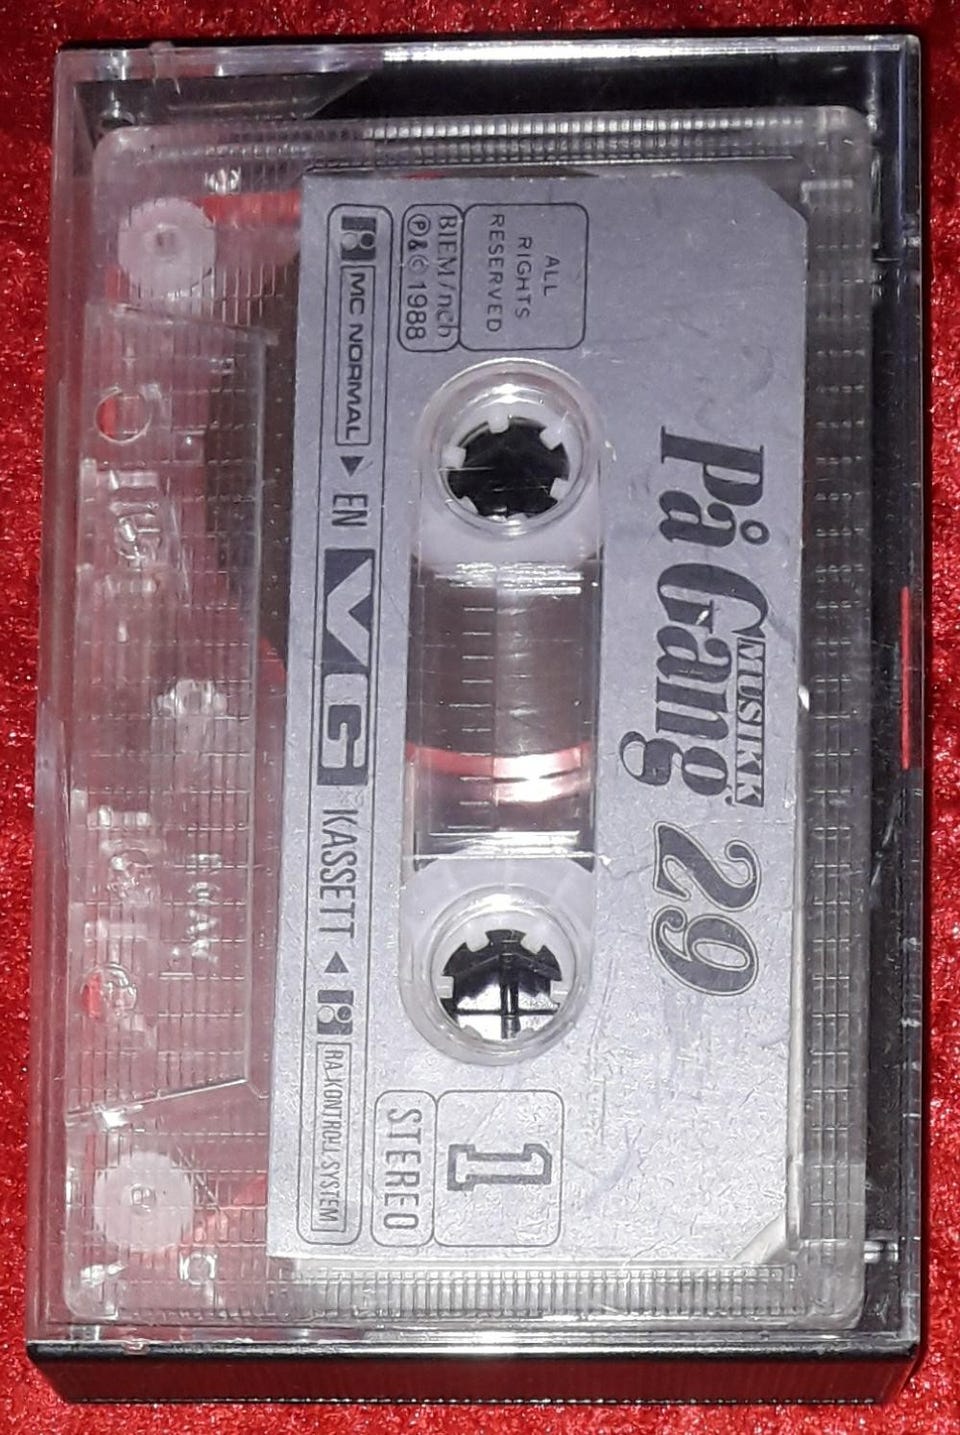 På Gang
MUSIKK
29
ALL
RIGHTS
RESERVED
BIEM/ncb
Ⓟ&© 1988
1
STEREO
MC NORMAL
EN
VG
KASSETT
RA-KONTROLL-SYSTEM